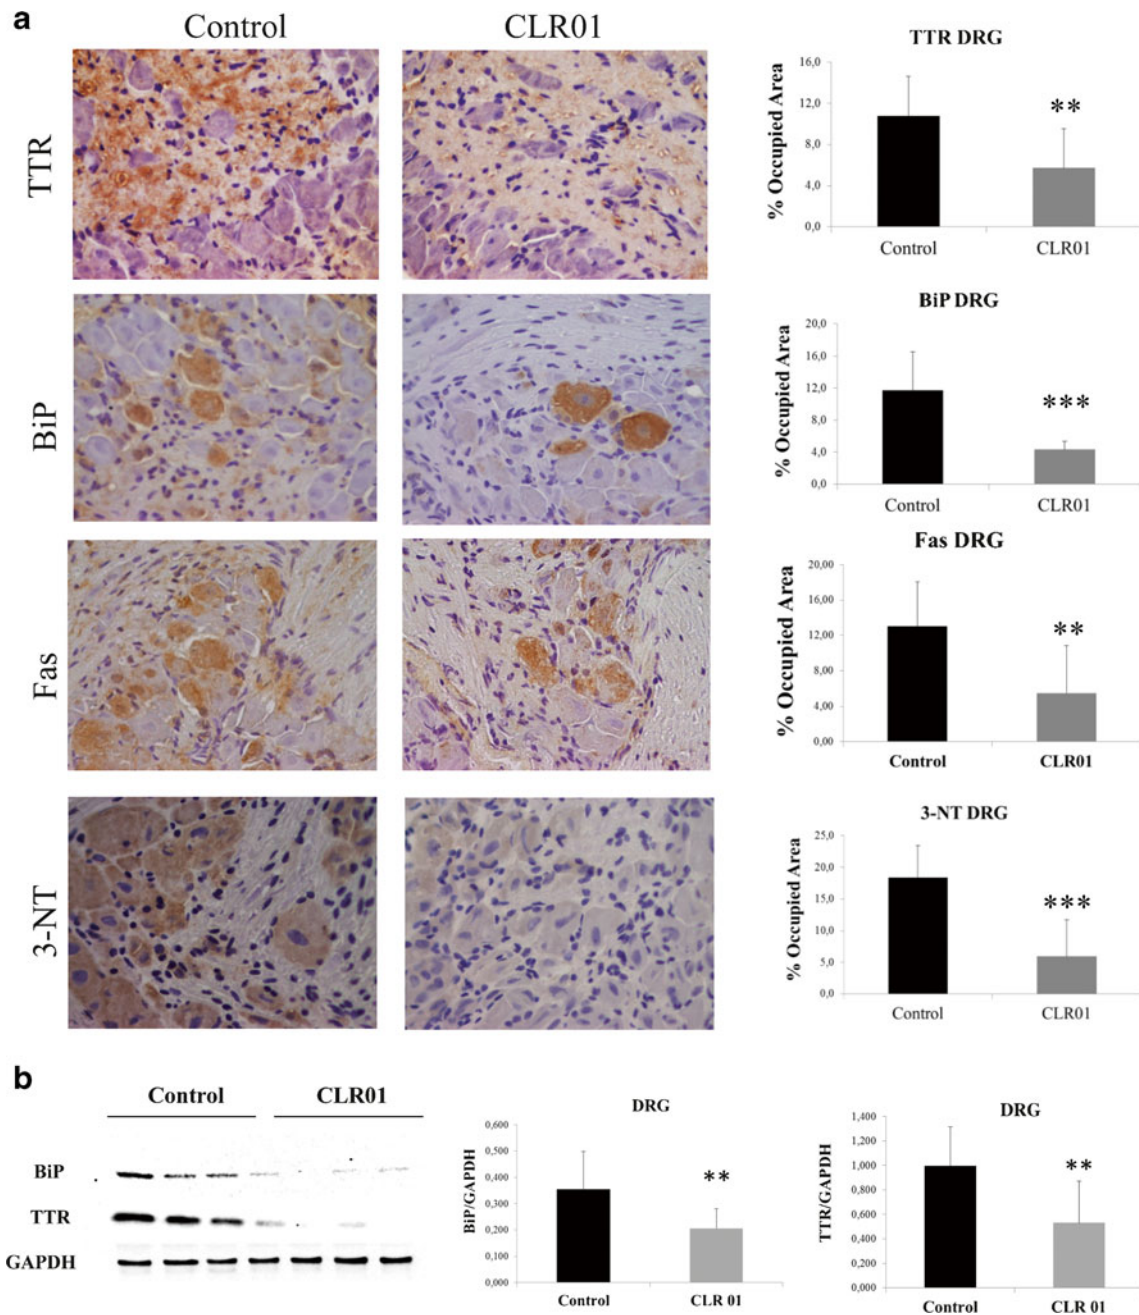 a
Control
CLR01
TTR
BiP
Fas
3-NT
TTR DRG
% Occupied Area
16,0
12,0
8,0
4,0
0,0
**
Control
CLR01
BiP DRG
% Occupied Area
20,0
16,0
12,0
8,0
4,0
0,0
***
Control
CLR01
Fas DRG
% Occupied Area
20,00
16,00
12,00
8,00
4,00
0,00
**
Control
CLR01
3-NT DRG
% Occupied Area
25,0
20,0
15,0
10,0
5,0
0,0
***
Control
CLR01
b
Control
CLR01
BiP
TTR
GAPDH
DRG
BiP/GAPDH
0,600
0,500
0,400
0,300
0,200
0,100
0,000
**
Control
CLR 01
DRG
TTR/GAPDH
1,400
1,200
1,000
0,800
0,600
0,400
0,200
0,000
**
Control
CLR 01